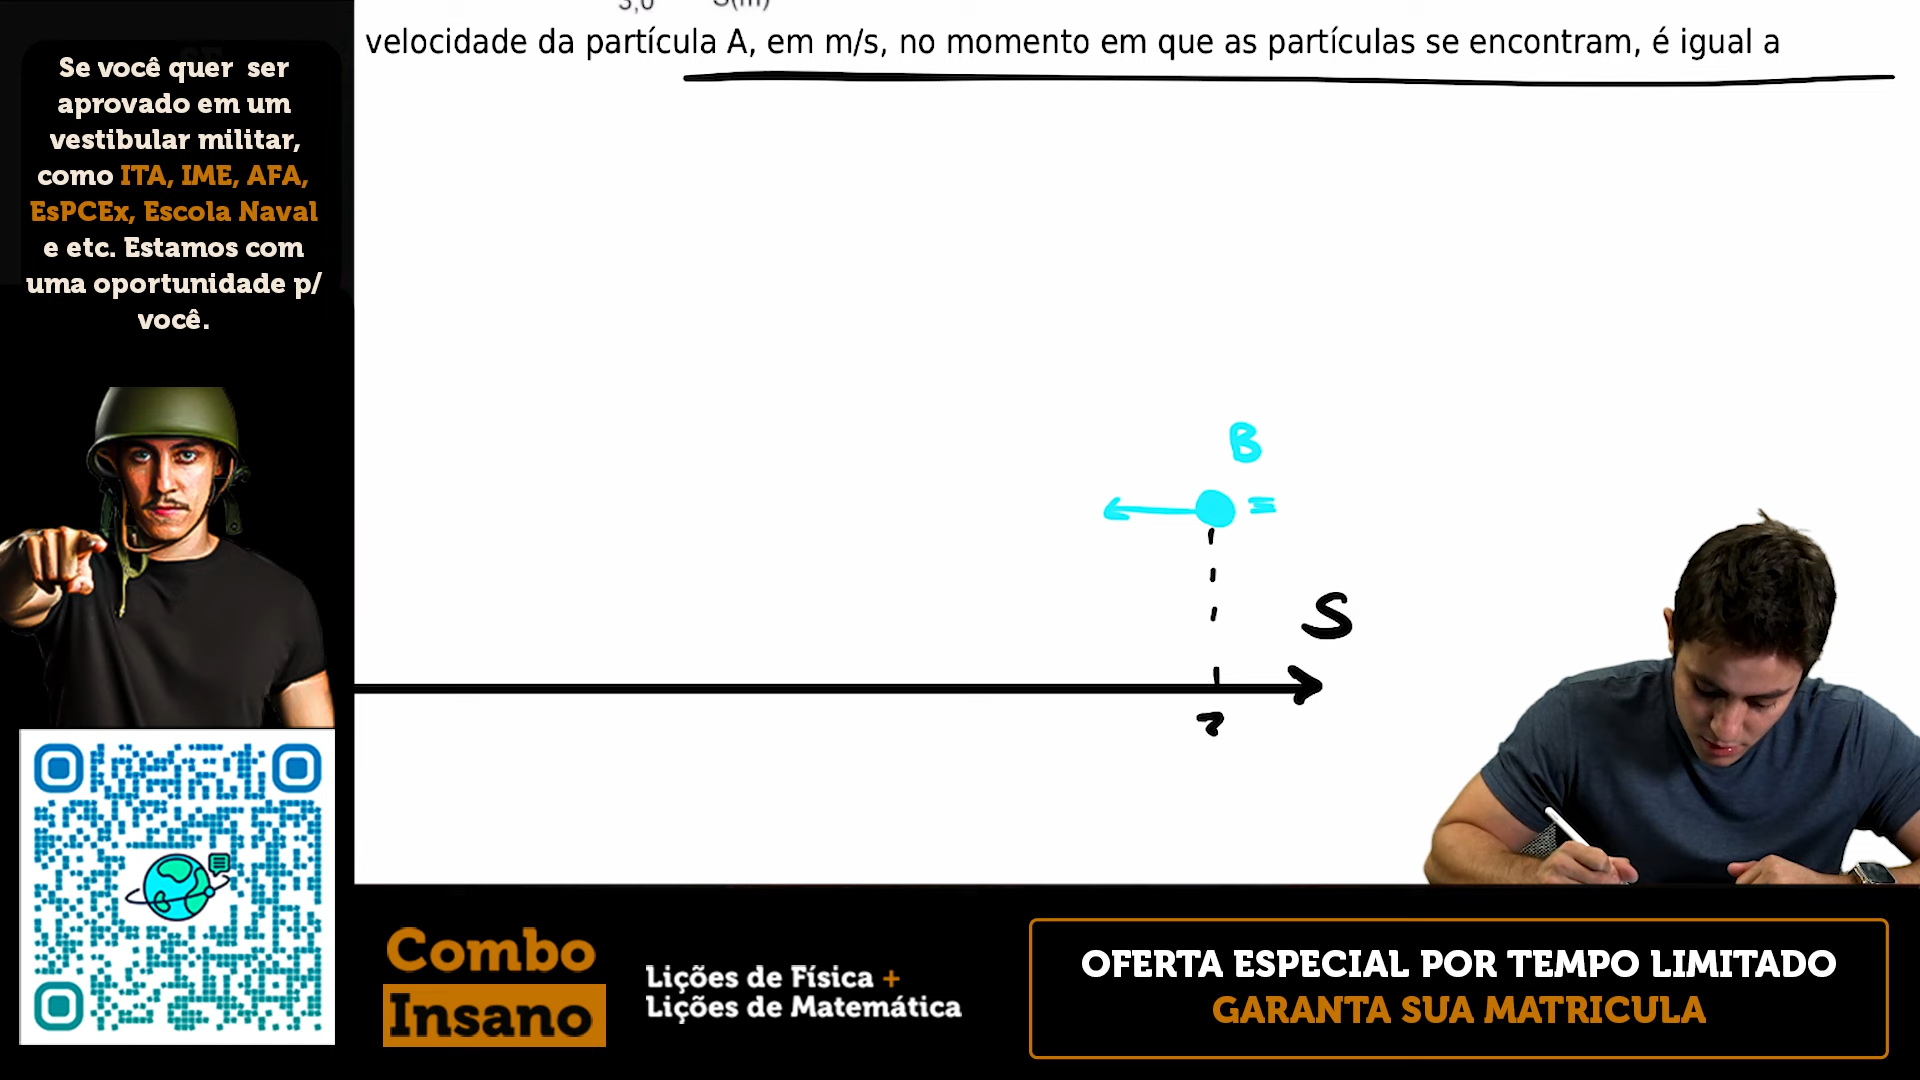 3,0 S(m)
velocidade da partícula A, em m/s, no momento em que as partículas se encontram, é igual a
Se você quer ser
aprovado em um
vestibular militar,
como ITA, IME, AFA,
EsPCEx, Escola Naval
e etc. Estamos com
uma oportunidade p/
você.
B
S
Combo
Insano
Lições de Física +
Lições de Matemática
OFERTA ESPECIAL POR TEMPO LIMITADO
GARANTA SUA MATRICULA